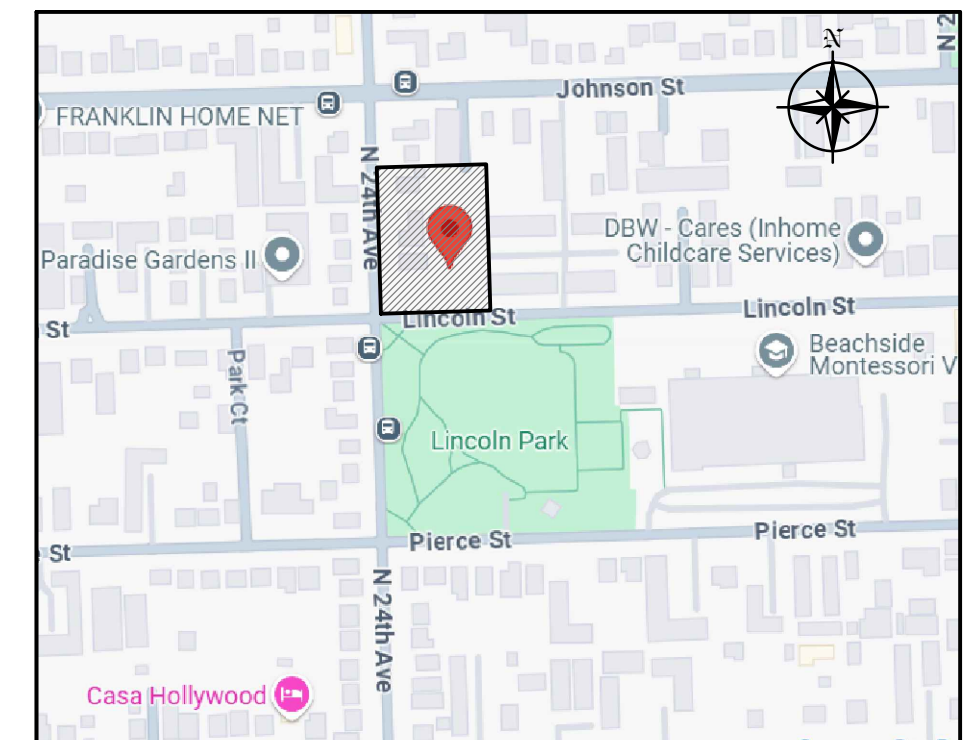 N
N 2
Johnson St
FRANKLIN HOME NET
N 24th Ave
DBW - Cares (Inhome
Childcare Services)
Paradise Gardens II
St
Lincoln St
Lincoln St
Beachside
Montessori V
Park Ct
Lincoln Park
St
Pierce St
Pierce St
N 24th Ave
Casa Hollywood